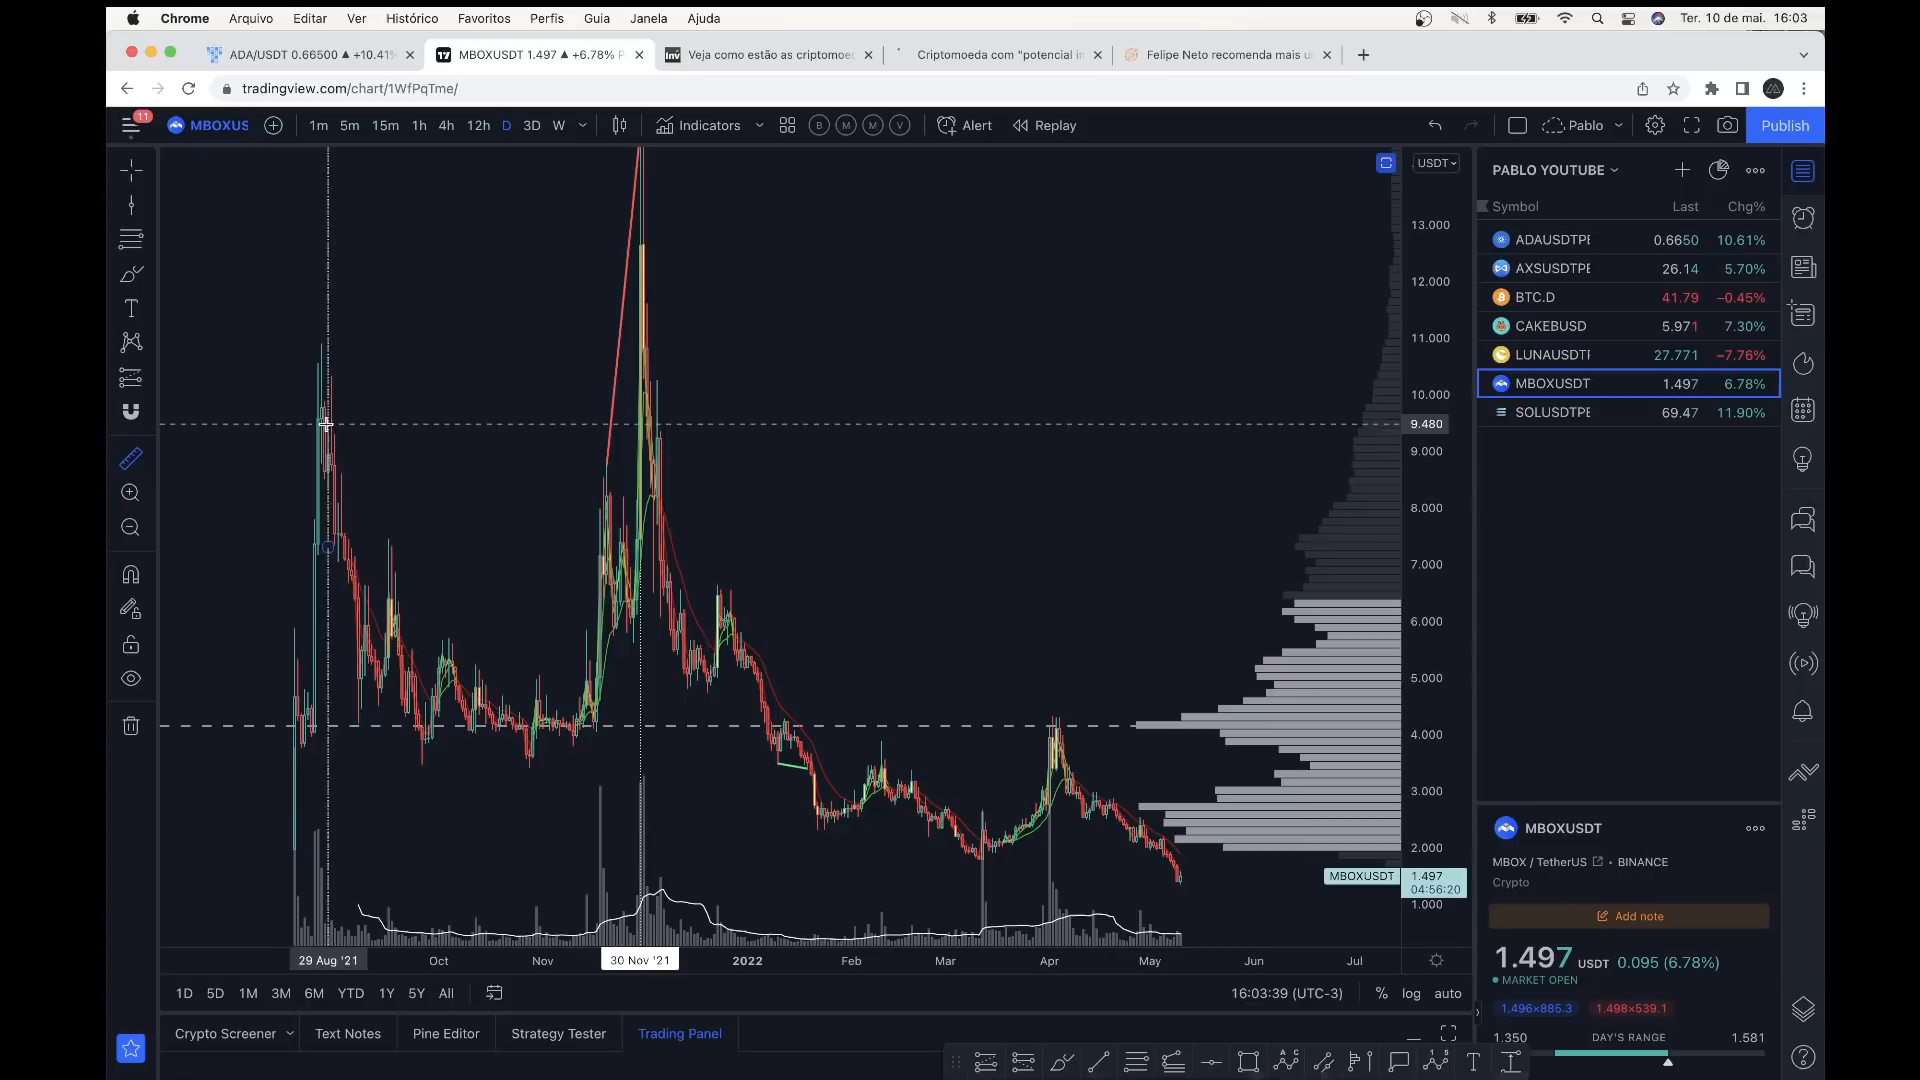 Chrome Arquivo Editar Ver Histórico Favoritos Perfis Guia Janela Ajuda Ter. 10 de mai. 16:03
ADA/USDT 0.66500 ▲ +10.41% MBOXUSDT 1.497 ▲ +6.78% P Veja como estão as criptomoed Criptomoeda com "potencial in Felipe Neto recomenda mais u
tradingview.com/chart/1WfPqTme/
11
MBOXUS 1m 5m 15m 1h 4h 12h D 3D W Indicators B M M V Alert Replay Pablo Publish
USDT
13.000
12.000
11.000
10.000
9.480
9.000
8.000
7.000
6.000
5.000
4.000
3.000
2.000
MBOXUSDT 1.497
04:56:20
1.000
29 Aug '21 Oct Nov 30 Nov '21 2022 Feb Mar Apr May Jun Jul
1D 5D 1M 3M 6M YTD 1Y 5Y All 16:03:39 (UTC-3) % log auto
Crypto Screener Text Notes Pine Editor Strategy Tester Trading Panel
PABLO YOUTUBE
Symbol Last Chg%
ADAUSDTPE 0.6650 10.61%
AXSUSDTPE 26.14 5.70%
BTC.D 41.79 −0.45%
CAKEBUSD 5.971 7.30%
LUNAUSDTF 27.771 −7.76%
MBOXUSDT 1.497 6.78%
SOLUSDTPE 69.47 11.90%
MBOXUSDT
MBOX / TetherUS • BINANCE
Crypto
Add note
1.497 USDT 0.095 (6.78%)
MARKET OPEN
1.496×885.3 1.498×539.1
1.350 DAY'S RANGE 1.581